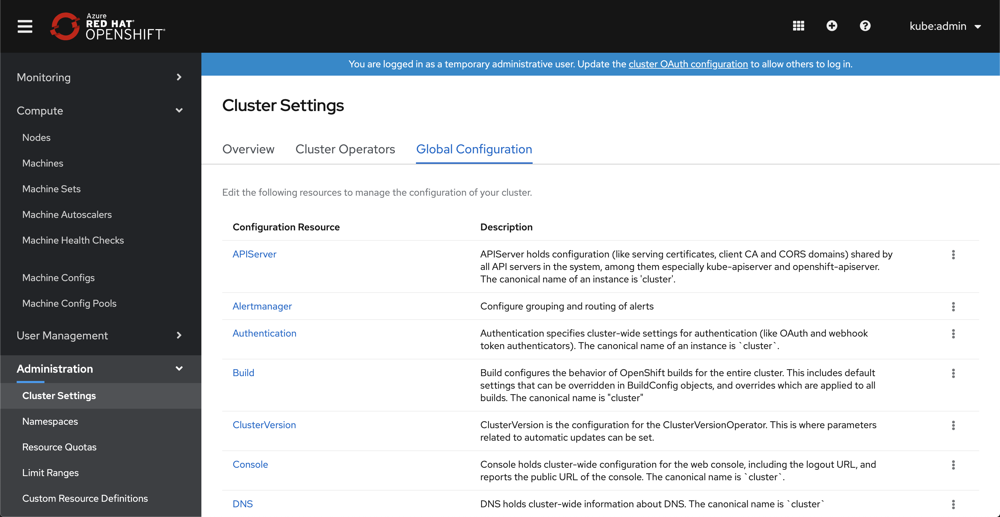 Azure
RED HAT®
OPENSHIFT®
kube:admin
You are logged in as a temporary administrative user. Update the cluster OAuth configuration to allow others to log in.
Monitoring
Compute
Nodes
Machines
Machine Sets
Machine Autoscalers
Machine Health Checks
Machine Configs
Machine Config Pools
User Management
Administration
Cluster Settings
Namespaces
Resource Quotas
Limit Ranges
Custom Resource Definitions
Cluster Settings
Overview
Cluster Operators
Global Configuration
Edit the following resources to manage the configuration of your cluster.
Configuration Resource
Description
APIServer
APIServer holds configuration (like serving certificates, client CA and CORS domains) shared by
all API servers in the system, among them especially kube-apiserver and openshift-apiserver.
The canonical name of an instance is 'cluster'.
Alertmanager
Configure grouping and routing of alerts
Authentication
Authentication specifies cluster-wide settings for authentication (like OAuth and webhook
token authenticators). The canonical name of an instance is `cluster`.
Build
Build configures the behavior of OpenShift builds for the entire cluster. This includes default
settings that can be overridden in BuildConfig objects, and overrides which are applied to all
builds. The canonical name is "cluster"
ClusterVersion
ClusterVersion is the configuration for the ClusterVersionOperator. This is where parameters
related to automatic updates can be set.
Console
Console holds cluster-wide configuration for the web console, including the logout URL, and
reports the public URL of the console. The canonical name is `cluster`.
DNS
DNS holds cluster-wide information about DNS. The canonical name is `cluster`